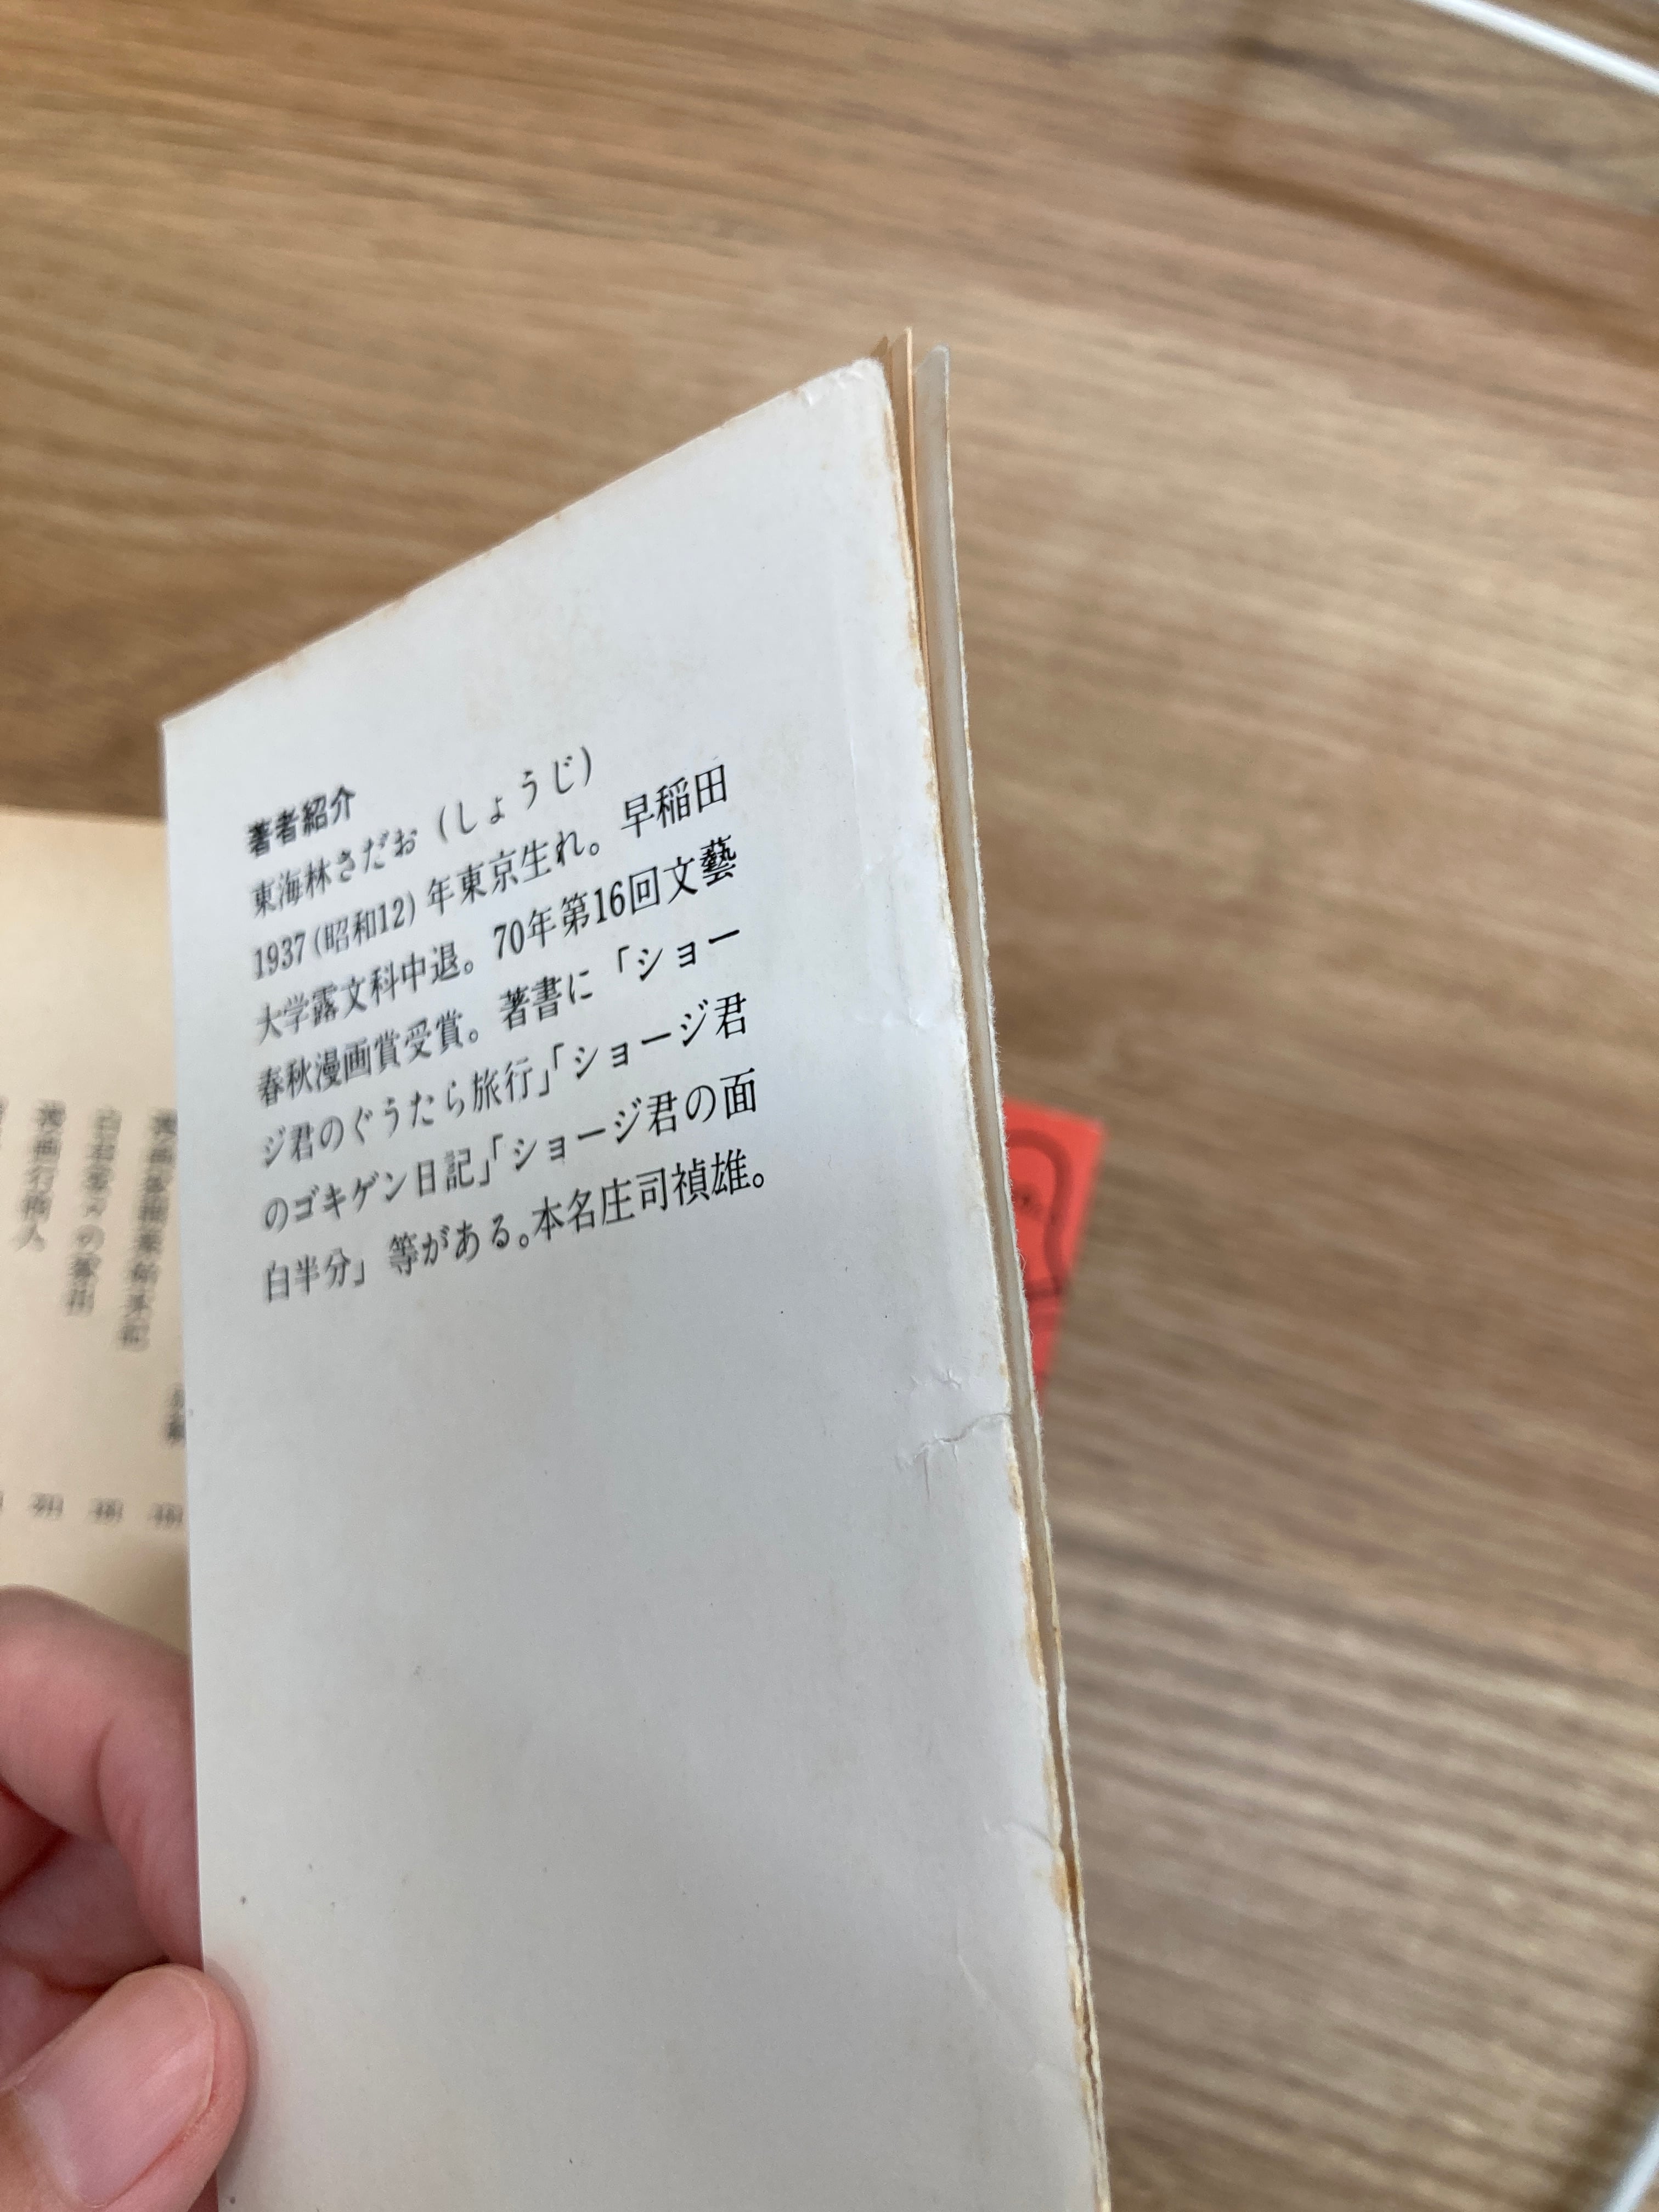 著者紹介
東海林さだお（しょうじ）
1937(昭和12) 年東京生れ。早稲田
大学露文科中退。70年第16回文藝
春秋漫画賞受賞。著書に「ショー
ジ君のぐうたら旅行」「ショージ君
のゴキゲン日記」「ショージ君の面
白半分」等がある。本名庄司禎雄。
漫画行商人